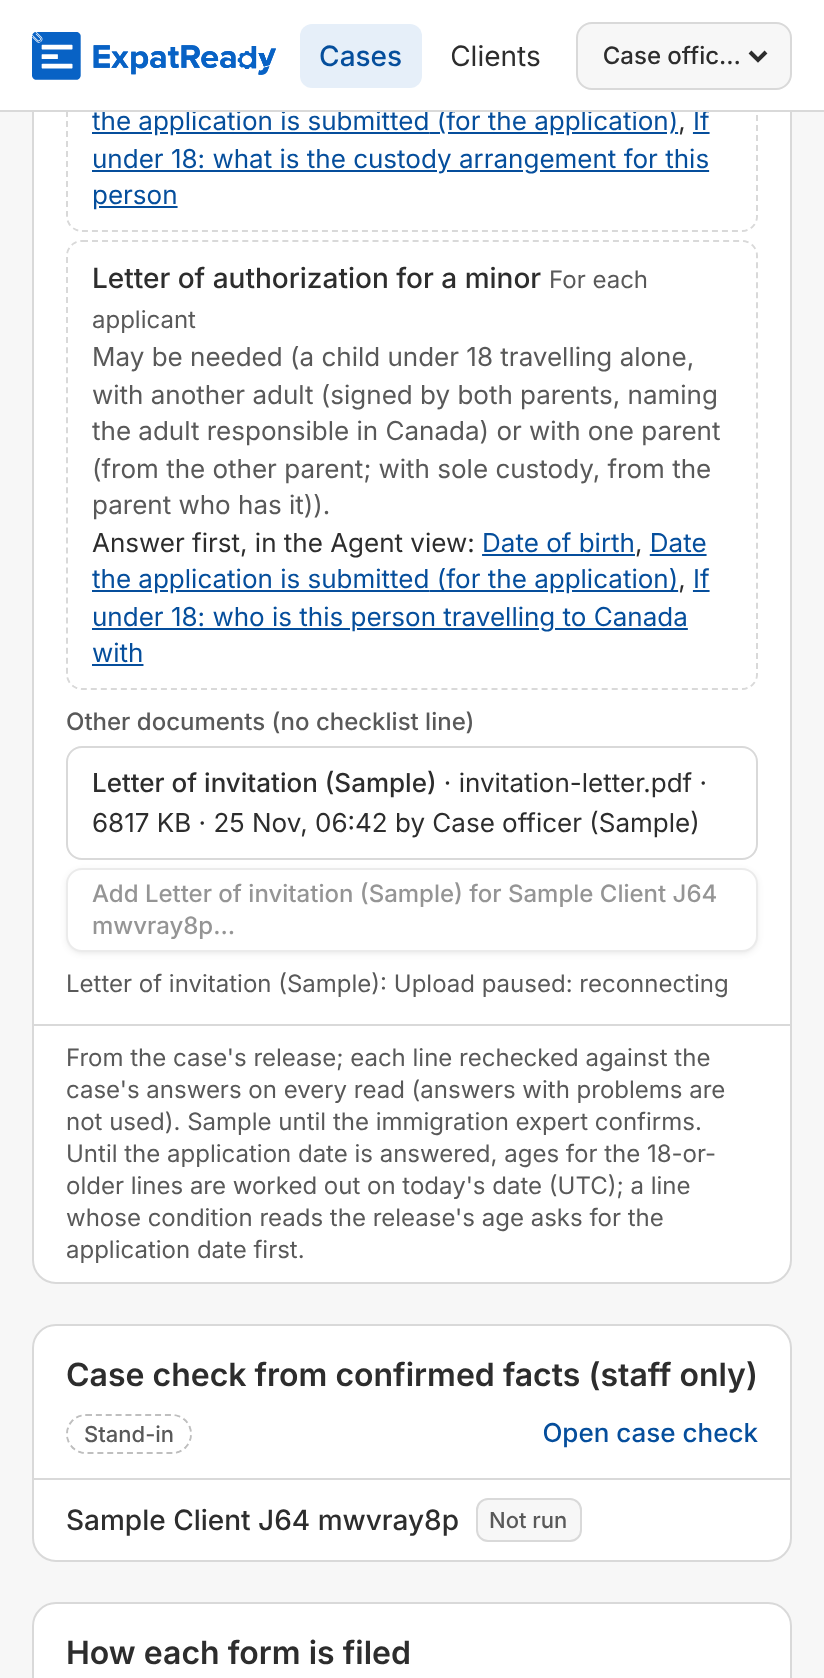 ExpatReady
Cases
Clients
Case offic...
the application is submitted (for the application), If
under 18: what is the custody arrangement for this
person
Letter of authorization for a minor For each
applicant
May be needed (a child under 18 travelling alone,
with another adult (signed by both parents, naming
the adult responsible in Canada) or with one parent
(from the other parent; with sole custody, from the
parent who has it)).
Answer first, in the Agent view: Date of birth, Date
the application is submitted (for the application), If
under 18: who is this person travelling to Canada
with
Other documents (no checklist line)
Letter of invitation (Sample) · invitation-letter.pdf ·
6817 KB · 25 Nov, 06:42 by Case officer (Sample)
Add Letter of invitation (Sample) for Sample Client J64
mwvray8p...
Letter of invitation (Sample): Upload paused: reconnecting
From the case's release; each line rechecked against the
case's answers on every read (answers with problems are
not used). Sample until the immigration expert confirms.
Until the application date is answered, ages for the 18-or-
older lines are worked out on today's date (UTC); a line
whose condition reads the release's age asks for the
application date first.
Case check from confirmed facts (staff only)
Stand-in
Open case check
Sample Client J64 mwvray8p
Not run
How each form is filed